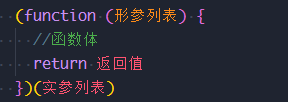 (function (形参列表) {
//函数体
return 返回值
})(实参列表)